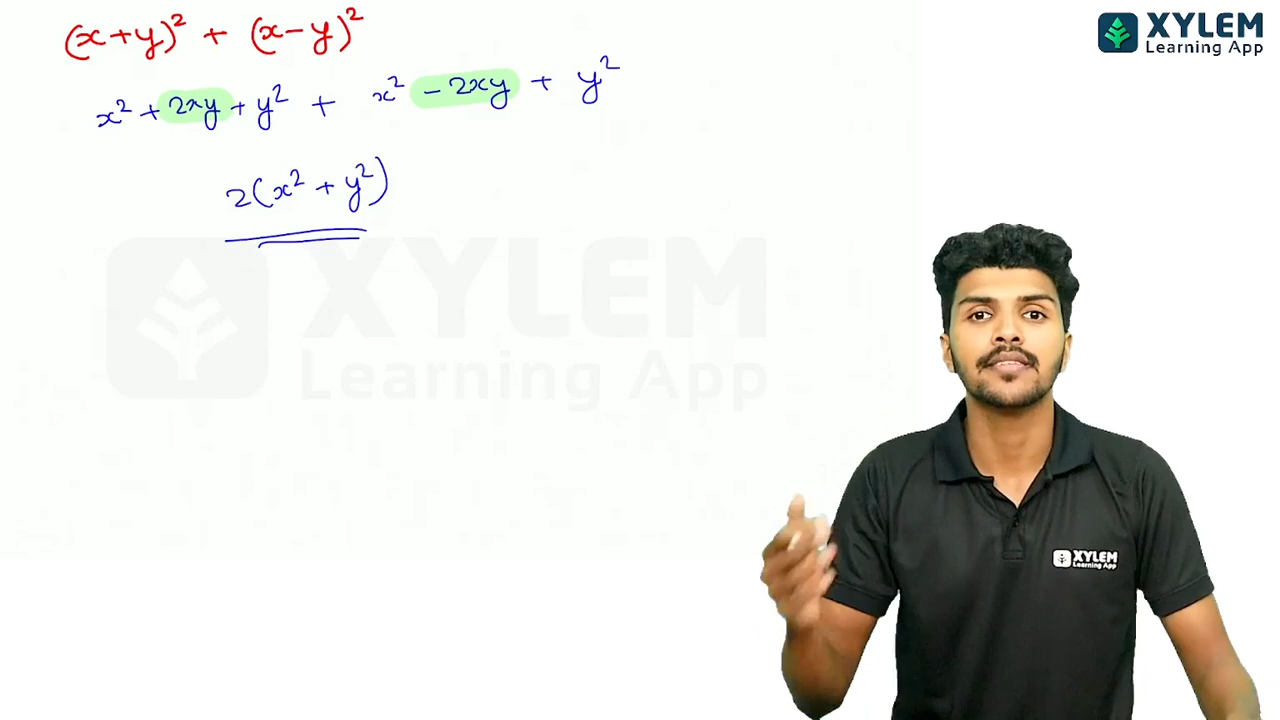 (x+y)² + (x-y)²
XYLEM
Learning App
x² + 2xy + y² + x² - 2xy + y²
2(x² + y²)
XYLEM
Learning App
XYLEM
Learning App